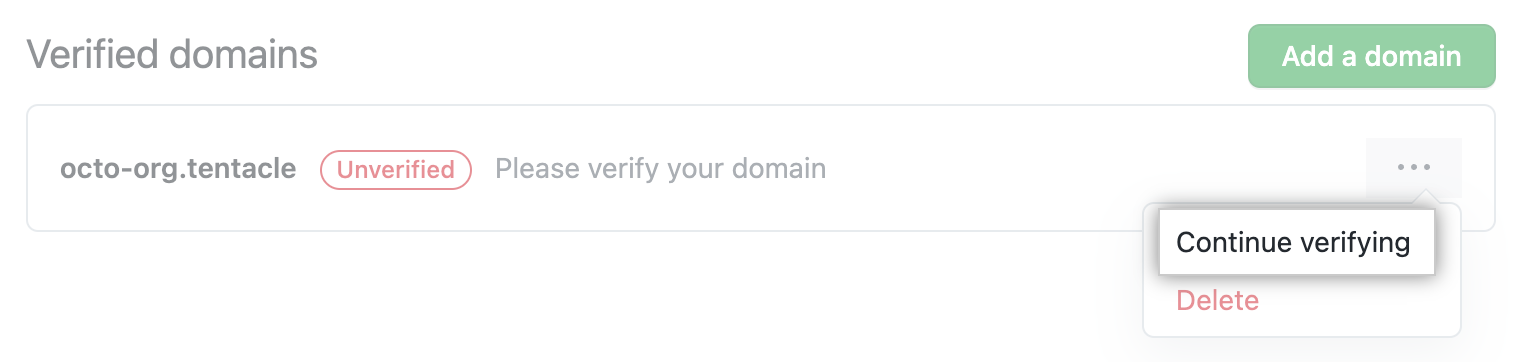 Verified domains
Add a domain
octo-org.tentacle Unverified Please verify your domain
Continue verifying
Delete